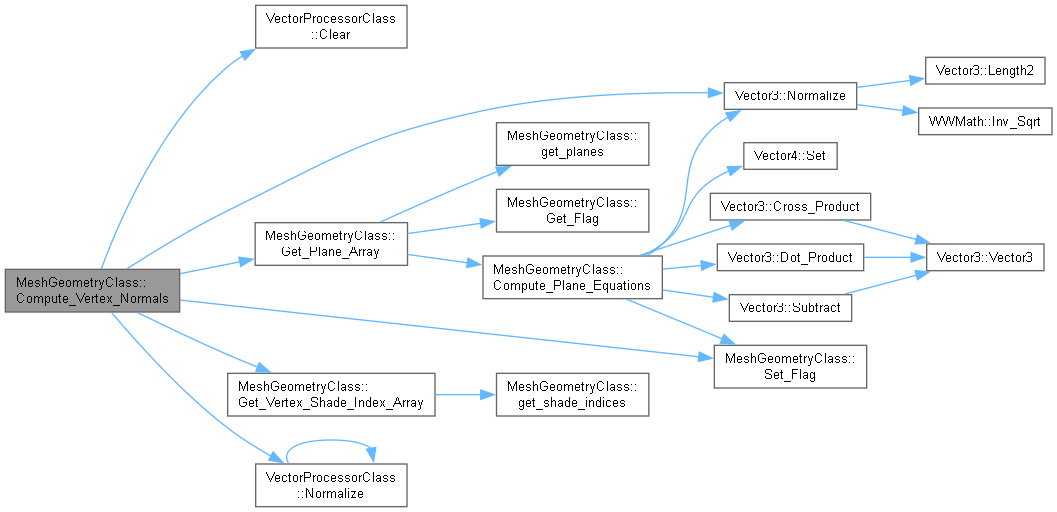 MeshGeometryClass::
Compute_Vertex_Normals
VectorProcessorClass
::Clear
MeshGeometryClass::
Get_Plane_Array
MeshGeometryClass::
Get_Vertex_Shade_Index_Array
VectorProcessorClass
::Normalize
MeshGeometryClass::
get_planes
MeshGeometryClass::
Get_Flag
MeshGeometryClass::
Compute_Plane_Equations
MeshGeometryClass::
get_shade_indices
Vector3::Normalize
Vector4::Set
Vector3::Cross_Product
Vector3::Dot_Product
Vector3::Subtract
MeshGeometryClass::
Set_Flag
Vector3::Length2
WWMath::Inv_Sqrt
Vector3::Vector3